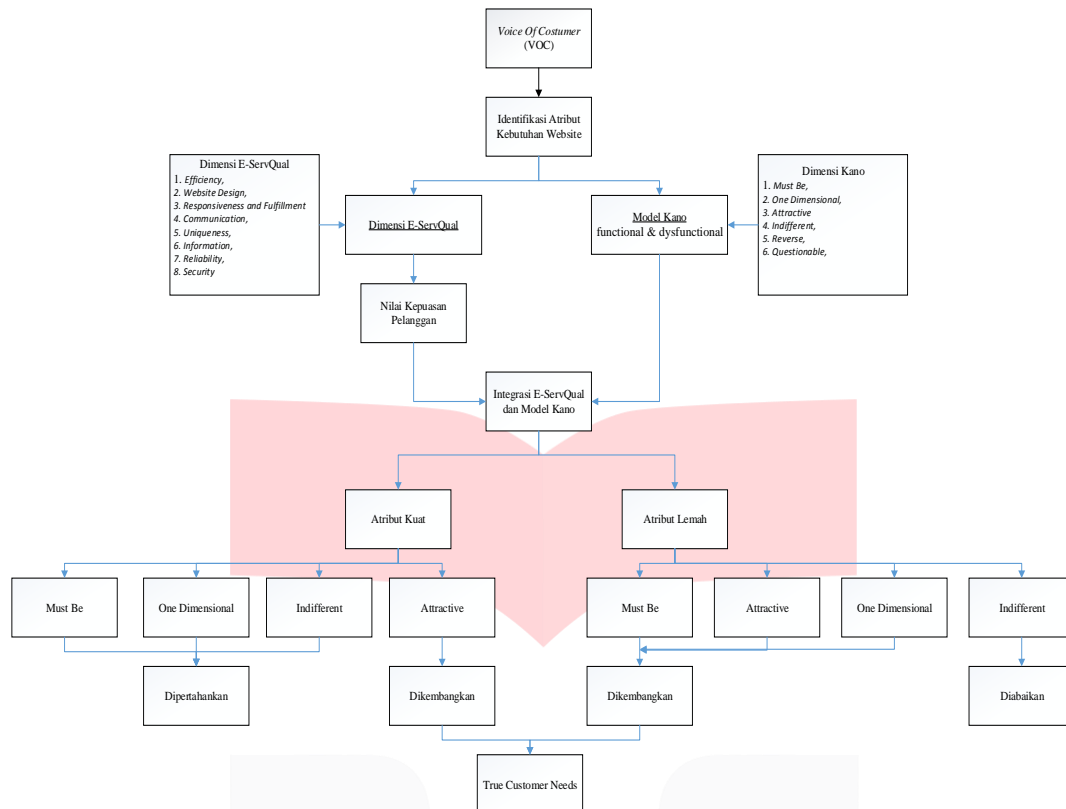 Voice Of Costumer
(VOC)
Identifikasi Atribut
Kebutuhan Website
Dimensi E-ServQual
1. Efficiency,
2. Website Design,
3. Responsiveness and Fulfillment
4. Communication,
5. Uniqueness,
6. Information,
7. Reliability,
8. Security
Dimensi E-ServQual
Model Kano
functional & dysfunctional
Dimensi Kano
1. Must Be,
2. One Dimensional,
3. Attractive
4. Indifferent,
5. Reverse,
6. Questionable,
Nilai Kepuasan
Pelanggan
Integrasi E-ServQual
dan Model Kano
Atribut Kuat
Atribut Lemah
Must Be
One Dimensional
Indifferent
Attractive
Must Be
Attractive
One Dimensional
Indifferent
Dipertahankan
Dikembangkan
Dikembangkan
Diabaikan
True Customer Needs